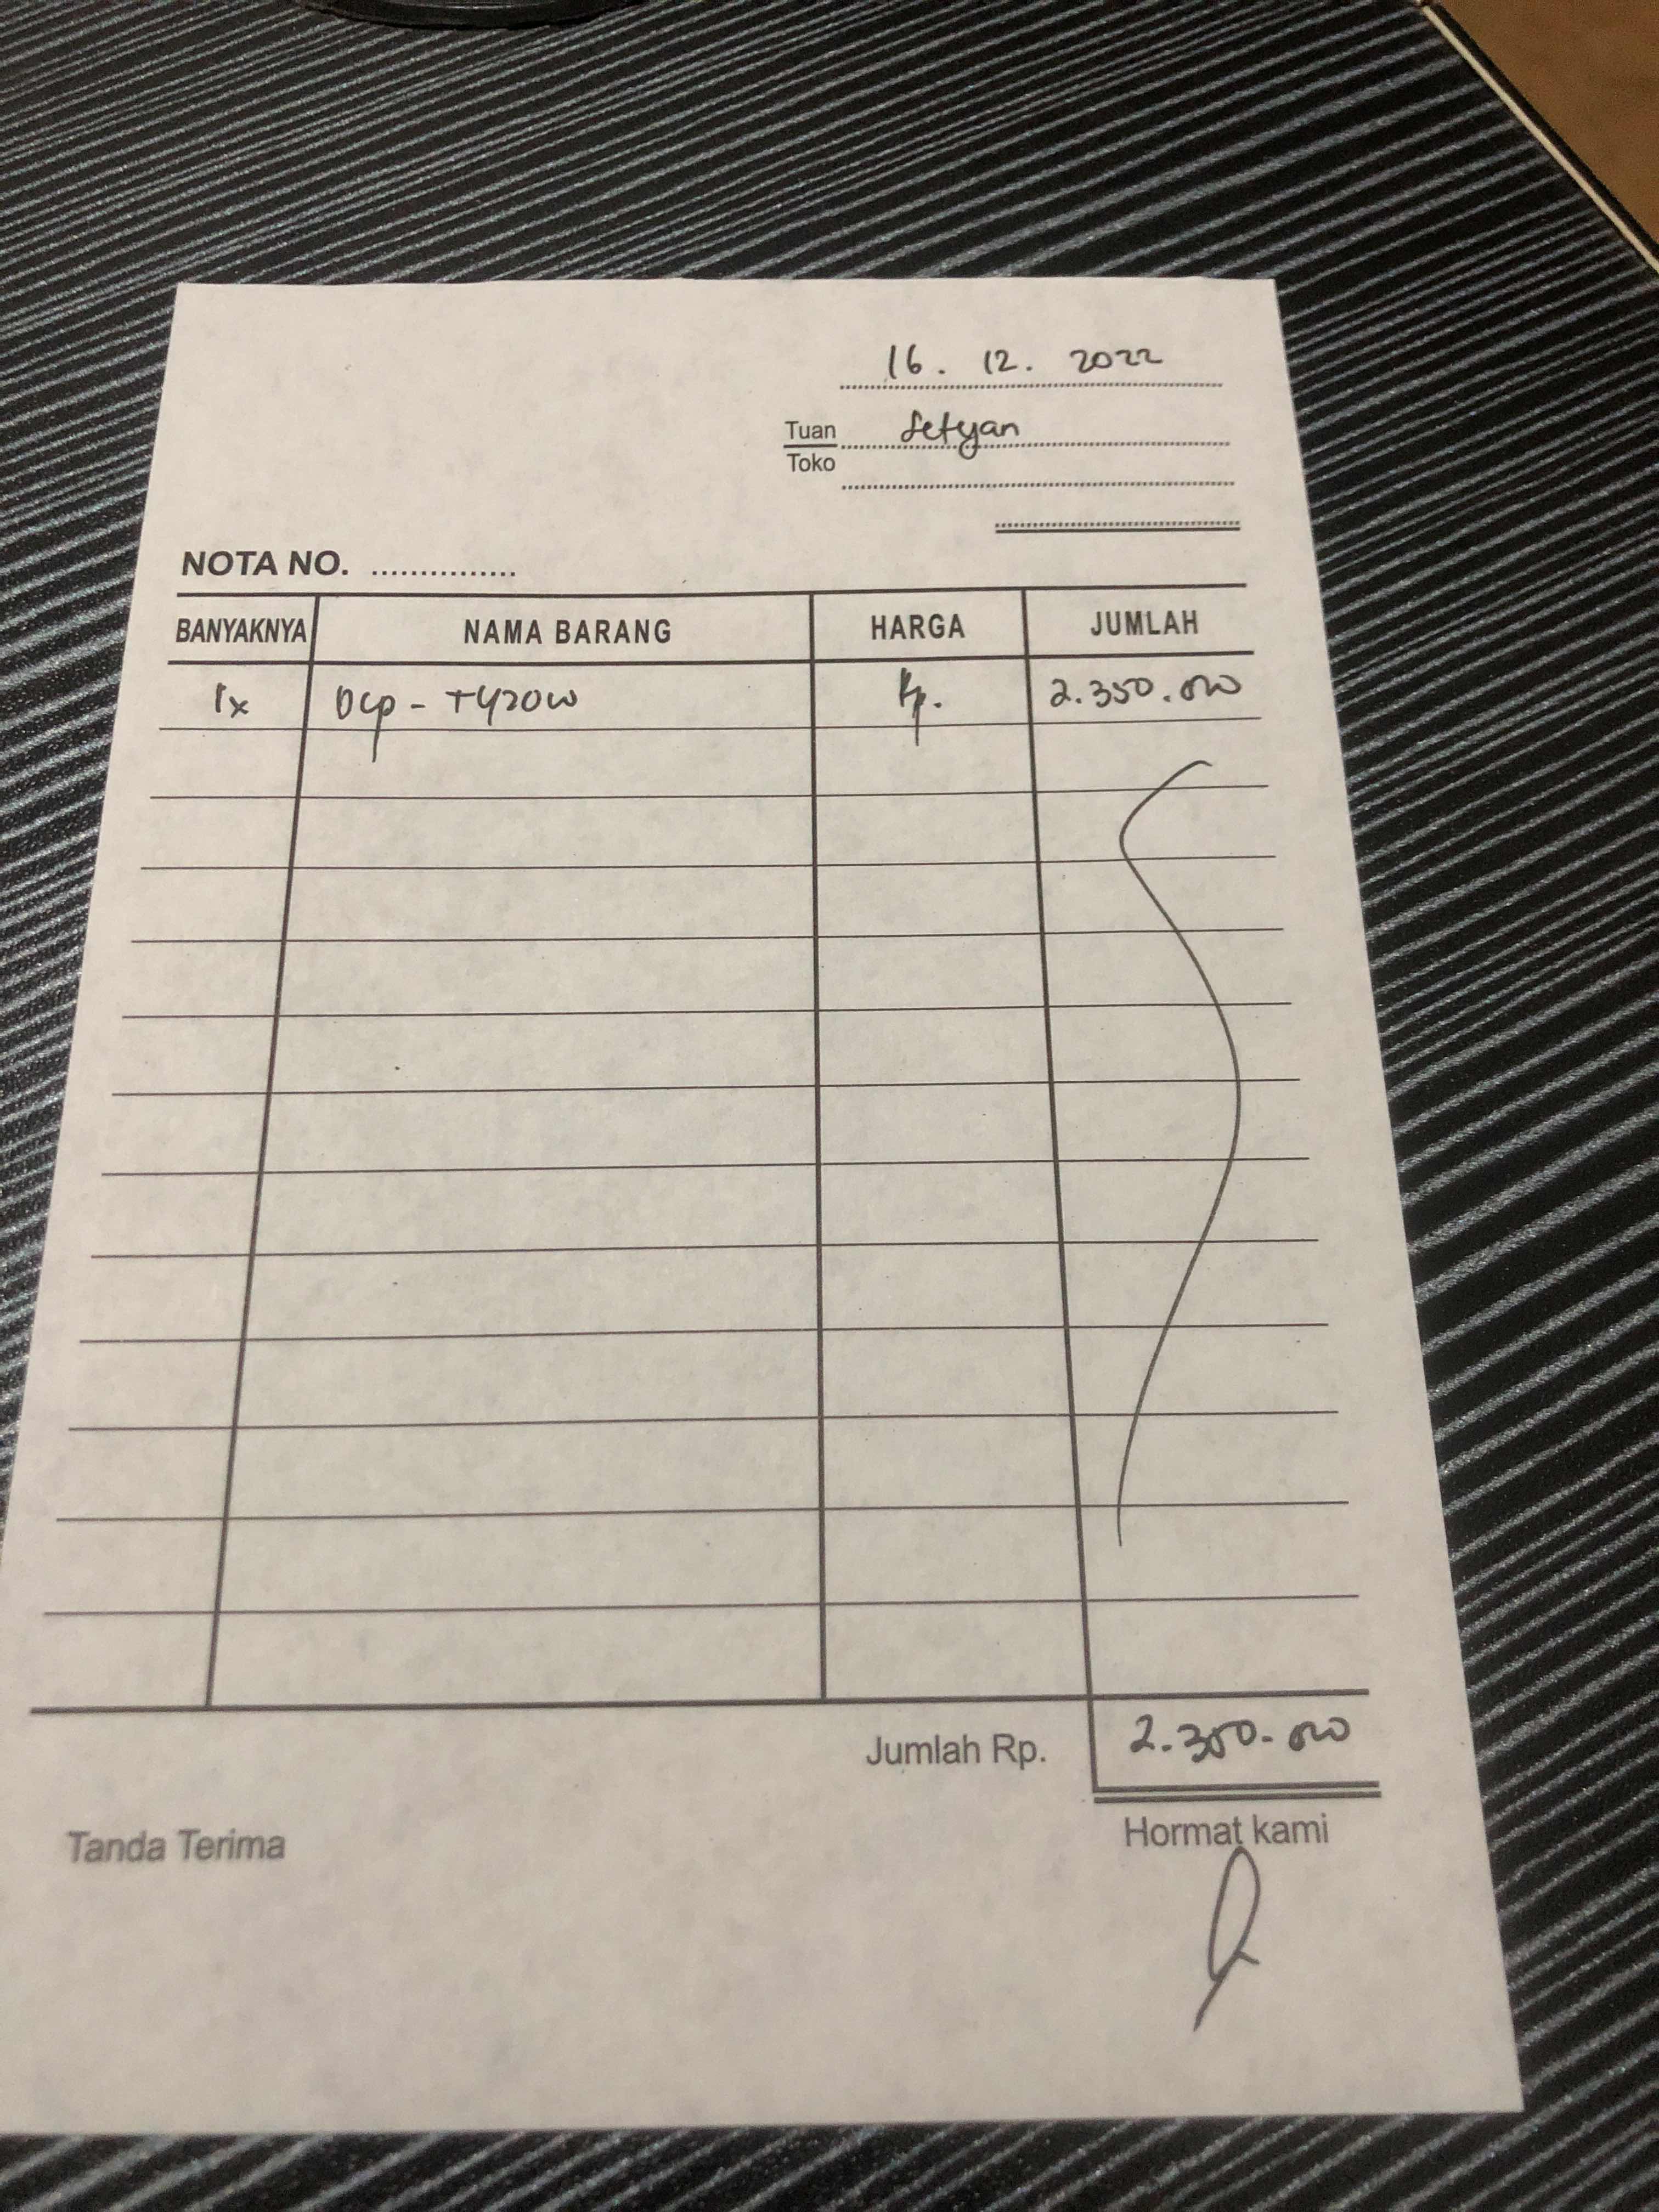 16. 12. 2022
Tuan Setyan
Toko
NOTA NO. ...............
BANYAKNYA NAMA BARANG HARGA JUMLAH
1x Dcp - T420W Rp. 2.350.000
Jumlah Rp. 2.350.000
Tanda Terima Hormat kami